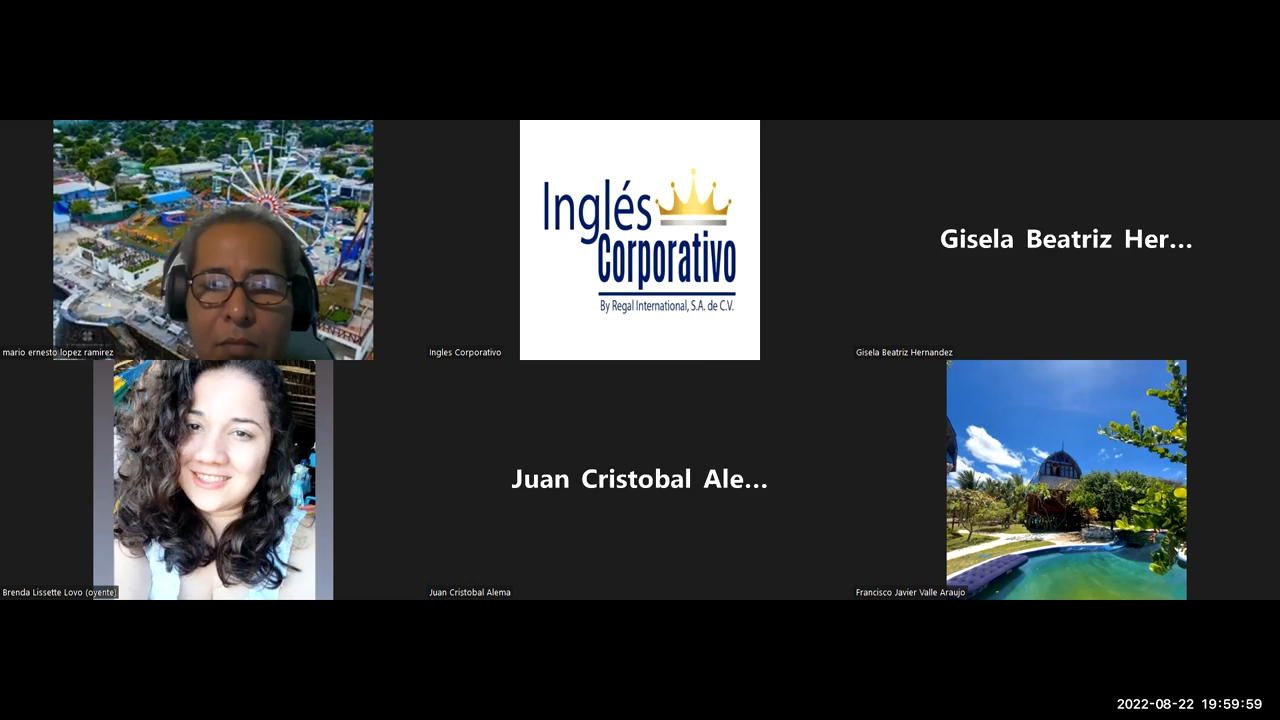 Inglés
Corporativo
By Regal International, S.A. de C.V.
Gisela Beatriz Her...
mario ernesto lopez ramirez
Ingles Corporativo
Gisela Beatriz Hernandez
Juan Cristobal Ale...
Brenda Lissette Lovo (oyente)
Juan Cristobal Alema
Francisco Javier Valle Araujo
2022-08-22 19:59:59